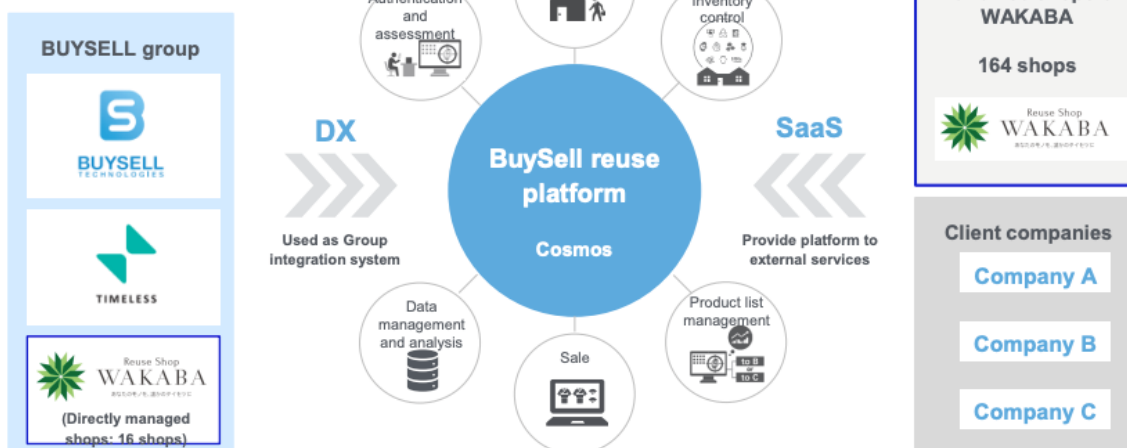 BUYSELL group
BUYSELL
TECHNOLOGIES
TIMELESS
Reuse Shop
WAKABA
(Directly managed
shops: 16 shops)
DX
Used as Group
integration system
Authentication
and
assessment
Inventory
control
BuySell reuse
platform
Cosmos
Data
management
and analysis
Sale
Product list
management
to B
or
to C
SaaS
Provide platform to
external services
WAKABA
164 shops
Reuse Shop
WAKABA
Client companies
Company A
Company B
Company C